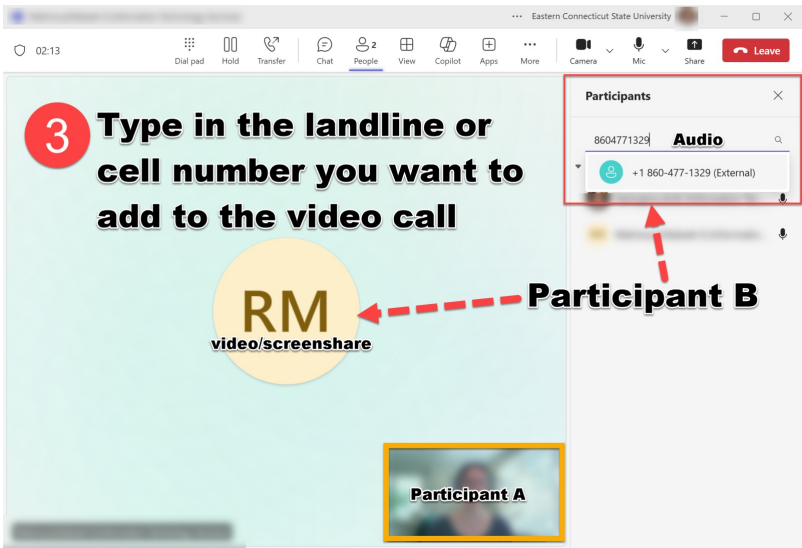 Eastern Connecticut State University
02:13
Dial pad
Hold
Transfer
Chat
2
People
View
Copilot
Apps
More
Camera
Mic
Share
Leave
3
Type in the landline or
cell number you want to
add to the video call
Participants
8604771329
Audio
+1 860-477-1329 (External)
Participant B
RM
video/screenshare
Participant A